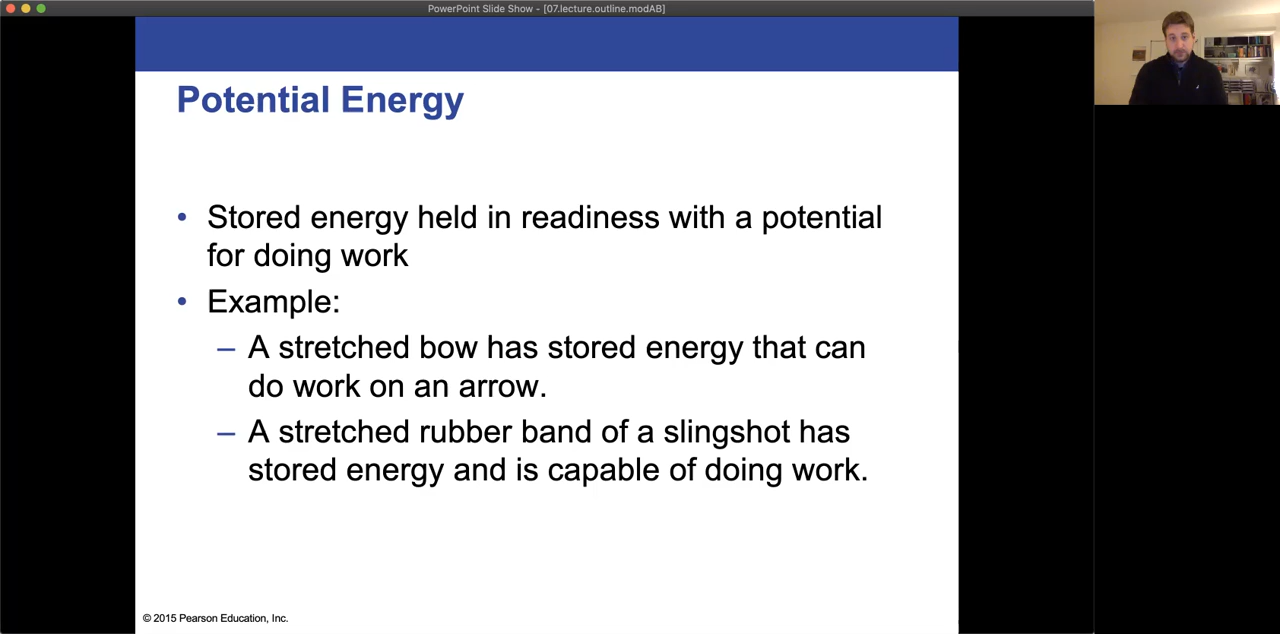 PowerPoint Slide Show - [07.lecture.outline.modAB]
Potential Energy
• Stored energy held in readiness with a potential
for doing work
• Example:
– A stretched bow has stored energy that can
do work on an arrow.
– A stretched rubber band of a slingshot has
stored energy and is capable of doing work.
© 2015 Pearson Education, Inc.